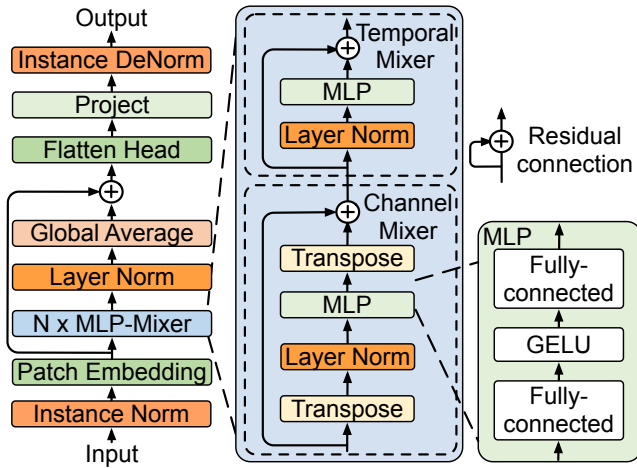 Output
Instance DeNorm
Project
Flatten Head
Global Average
Layer Norm
N x MLP-Mixer
Patch Embedding
Instance Norm
Input
Temporal
Mixer
MLP
Layer Norm
Channel
Mixer
Transpose
MLP
Layer Norm
Transpose
Residual
connection
MLP
Fully-
connected
GELU
Fully-
connected